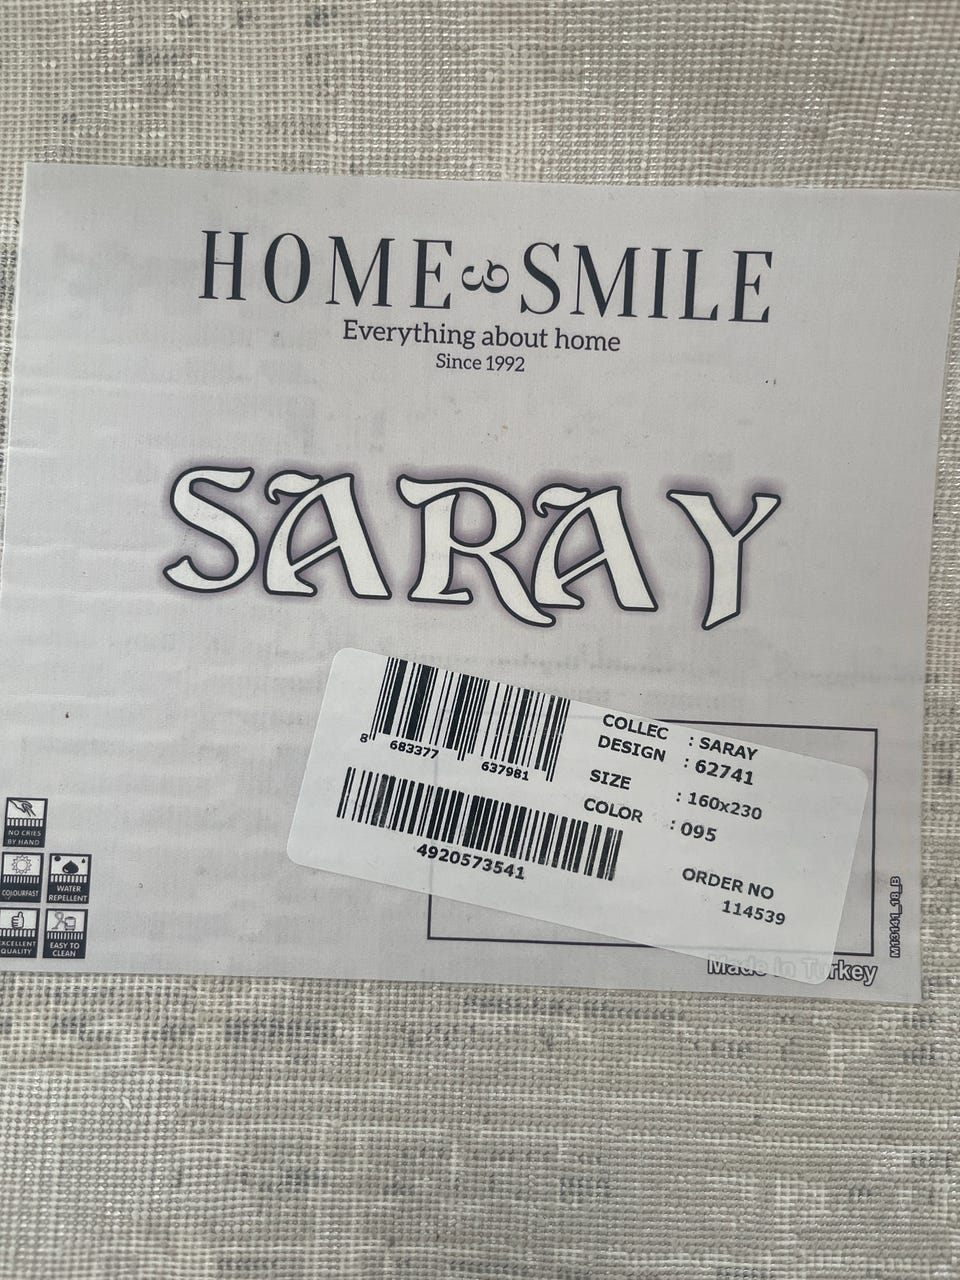 HOME & SMILE
Everything about home
Since 1992
SARAY
8 683377 637981
4920573541
COLLEC : SARAY
DESIGN : 62741
SIZE : 160x230
COLOR : 095
ORDER NO
114539
NO CRIES
BY HAND
COLOURFAST
WATER
REPELLENT
EXCELLENT
QUALITY
EASY TO
CLEAN
Made in Turkey
M13141_18_B